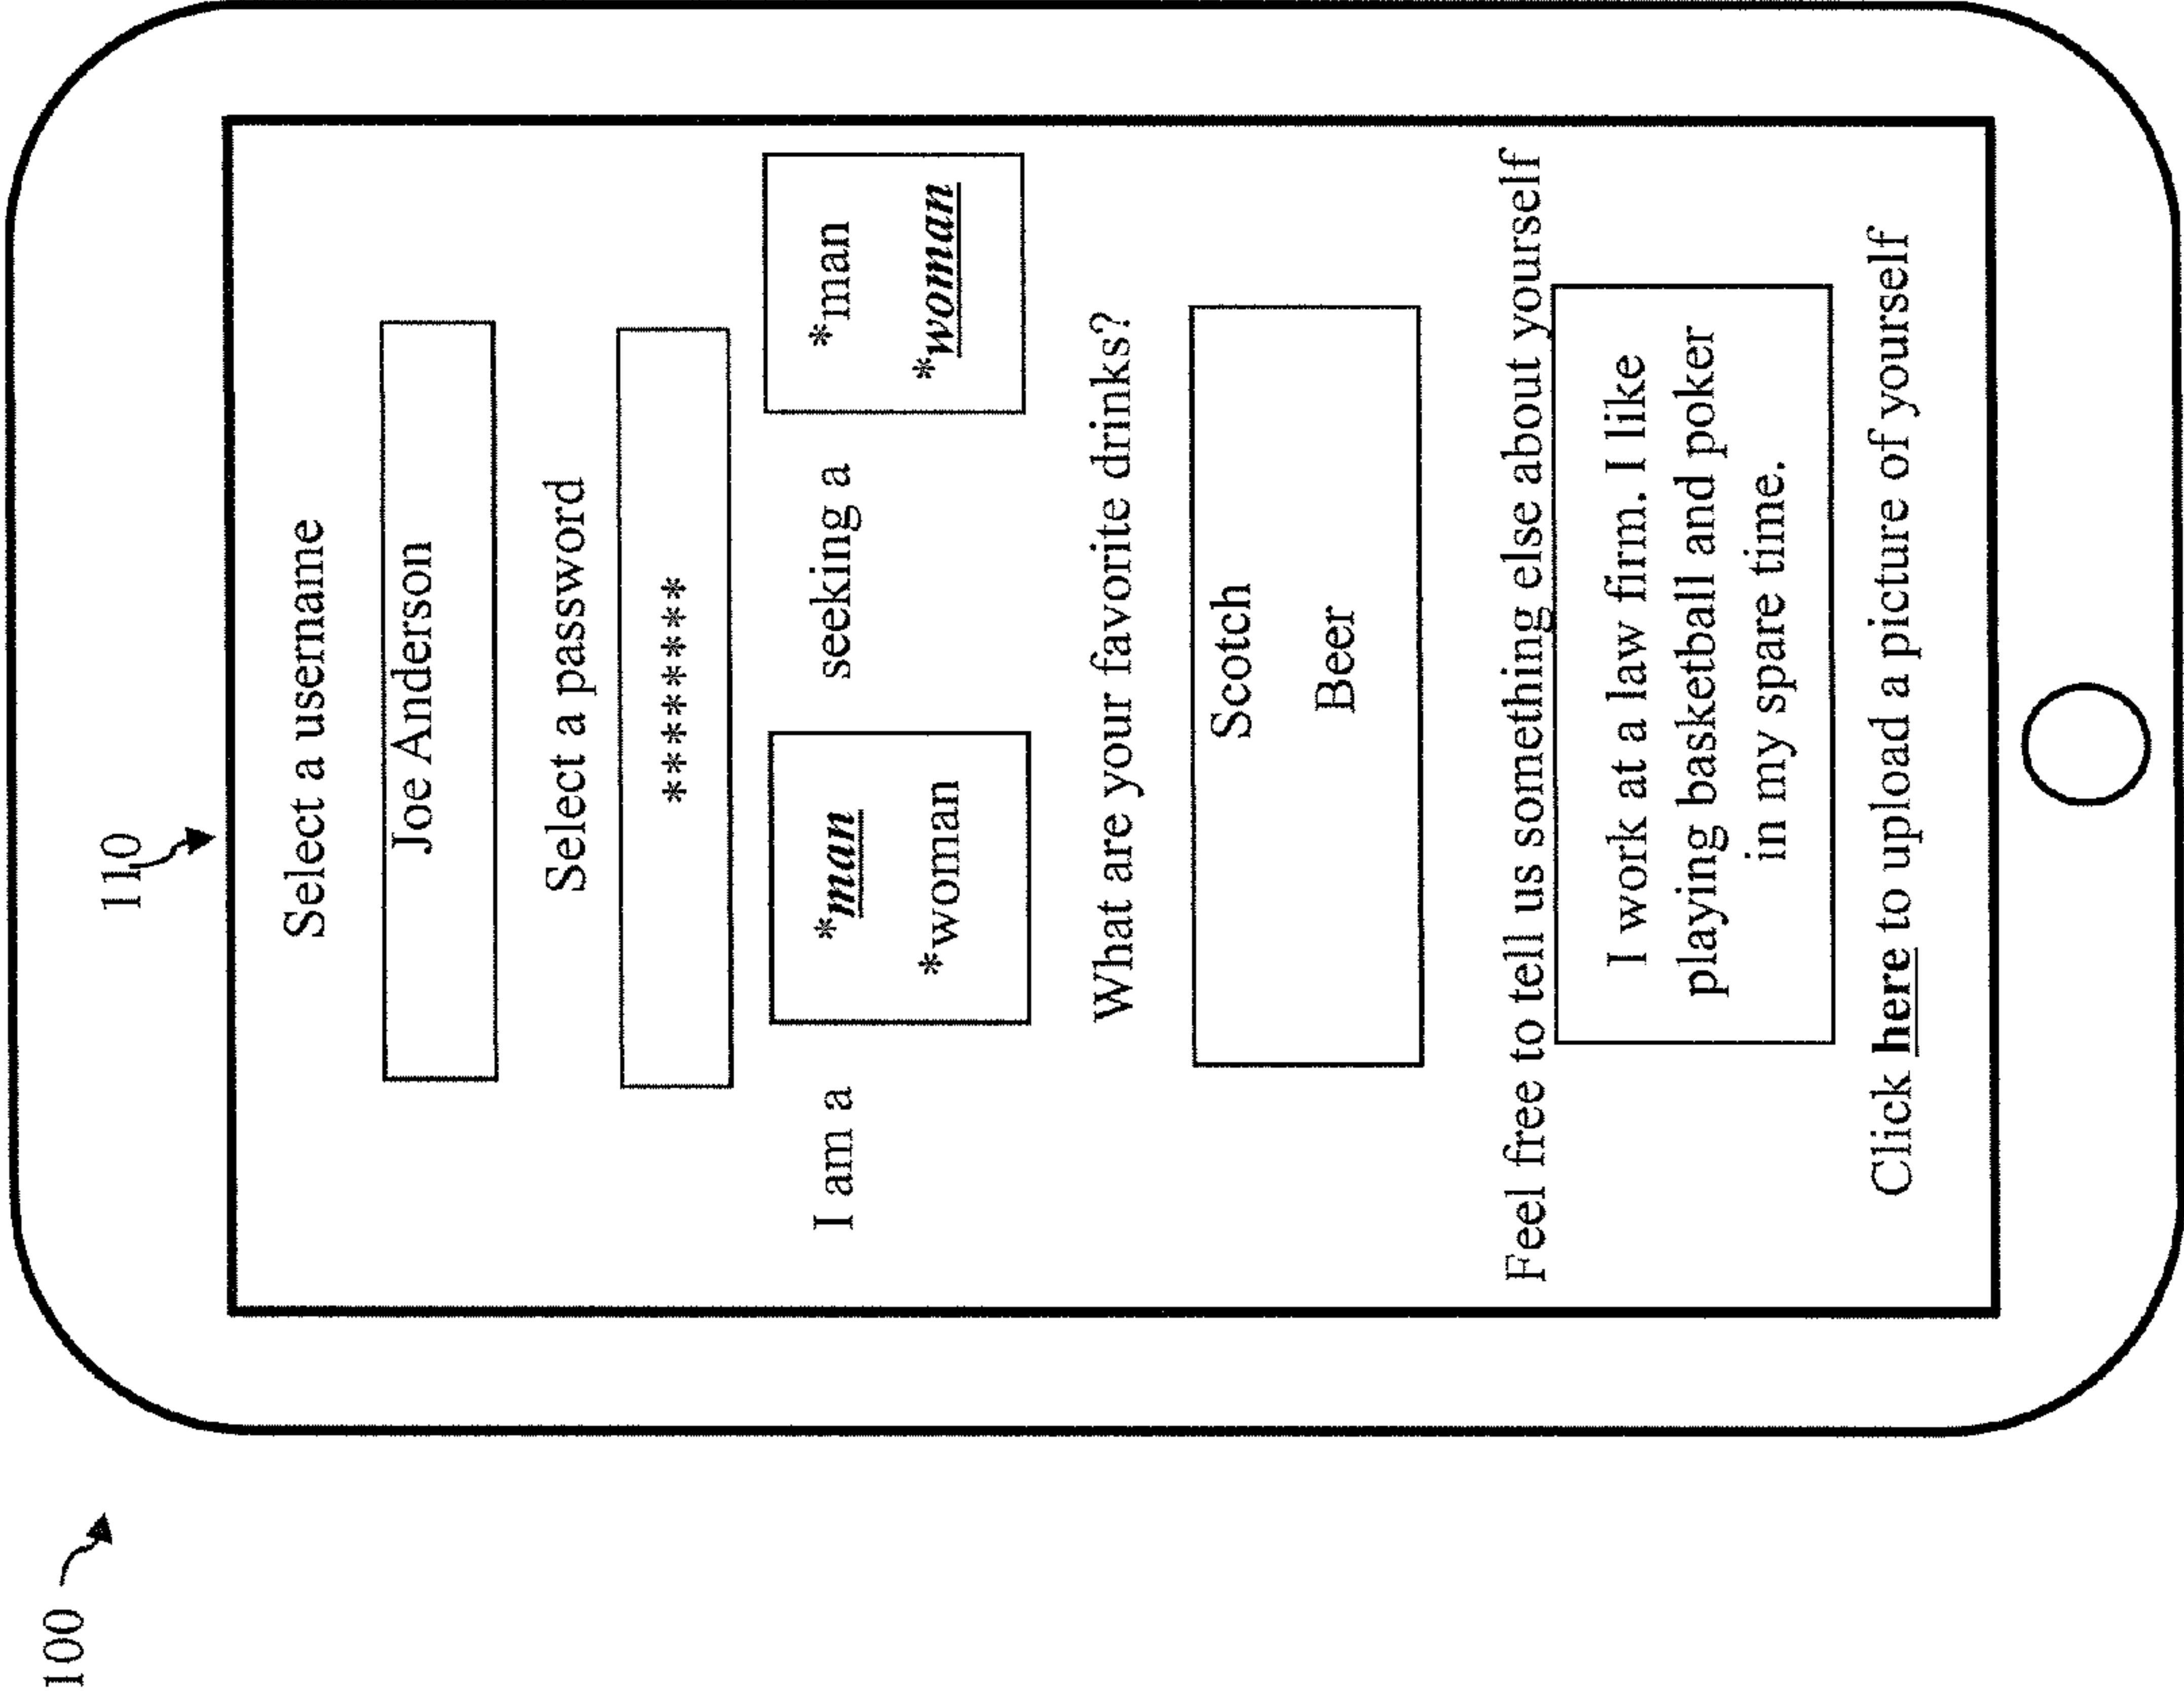 100
110
Select a username
Joe Anderson
Select a password
********
I am a
*man
*woman
seeking a
*man
*woman
What are your favorite drinks?
Scotch
Beer
Feel free to tell us something else about yourself
I work at a law firm. I like
playing basketball and poker
in my spare time.
Click here to upload a picture of yourself